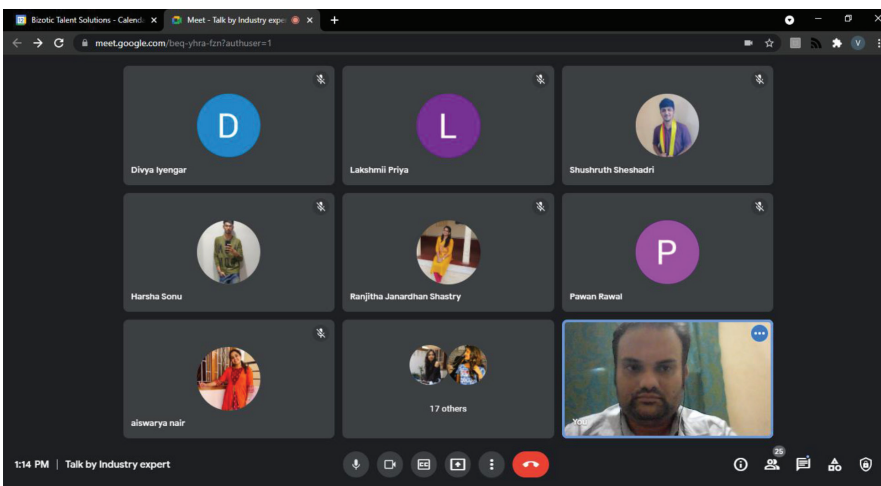 Bizotic Talent Solutions - Calenda
Meet - Talk by Industry exper
meet.google.com/beq-yhra-fzn?authuser=1
V
D
Divya Iyengar
L
Lakshmii Priya
Shushruth Sheshadri
Harsha Sonu
Ranjitha Janardhan Shastry
P
Pawan Rawal
aiswarya nair
17 others
You
1:14 PM | Talk by Industry expert
CC
25